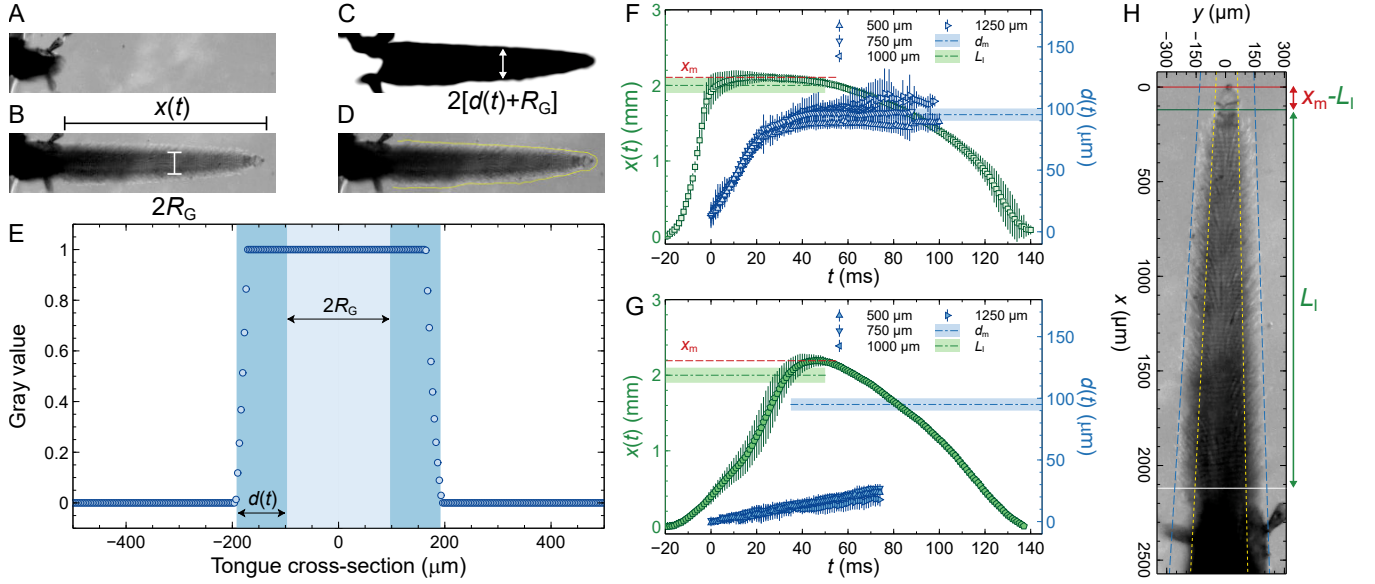 A
B
x(t)
2R_G
C
2[d(t)+R_G]
D
E
Gray value
1
0.8
0.6
0.4
0.2
0
2R_G
d(t)
−400
−200
0
200
400
Tongue cross-section (μm)
F
x(t) (mm)
3
2
1
0
x_m
500 μm
750 μm
1000 μm
1250 μm
d_m
L_l
150
100
50
0
d(t) (μm)
−20 0 20 40 60 80 100 120 140
t (ms)
G
x(t) (mm)
3
2
1
0
x_m
500 μm
750 μm
1000 μm
1250 μm
d_m
L_l
150
100
50
0
d(t) (μm)
−20 0 20 40 60 80 100 120 140
t (ms)
H
y (μm)
−300
−150
0
150
300
0
500
1000
1500
2000
2500
x (μm)
x_m-L_l
L_l